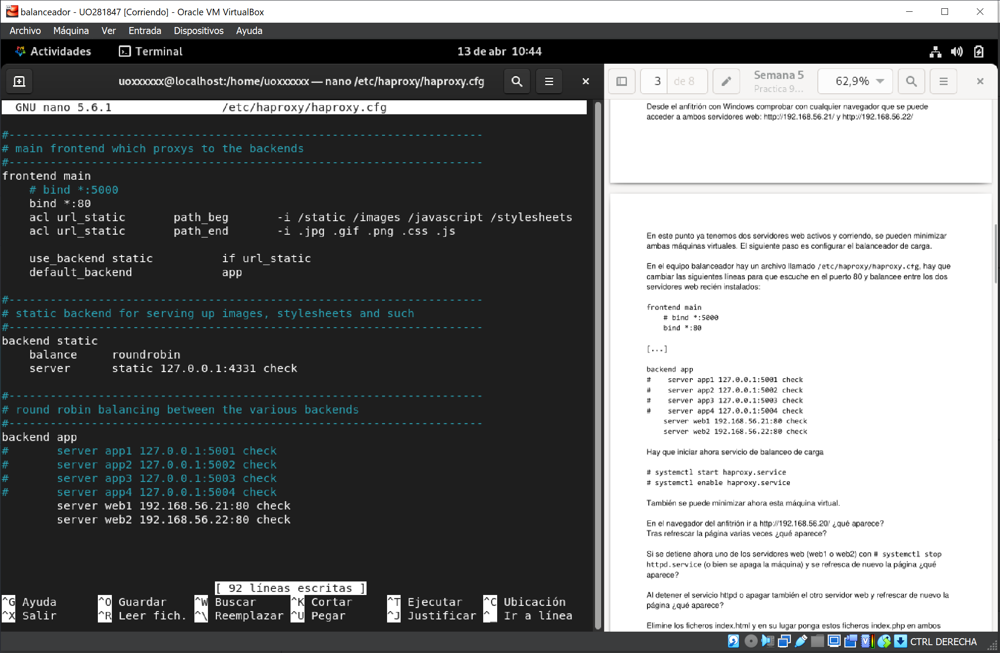 balanceador - UO281847 [Corriendo] - Oracle VM VirtualBox
Archivo Máquina Ver Entrada Dispositivos Ayuda
Actividades Terminal 13 de abr 10:44
uoxxxxxx@localhost:/home/uoxxxxxx — nano /etc/haproxy/haproxy.cfg
GNU nano 5.6.1 /etc/haproxy/haproxy.cfg
#---------------------------------------------------------------------
# main frontend which proxys to the backends
#---------------------------------------------------------------------
frontend main
    # bind *:5000
    bind *:80
    acl url_static       path_beg       -i /static /images /javascript /stylesheets
    acl url_static       path_end       -i .jpg .gif .png .css .js
    use_backend static          if url_static
    default_backend             app
#---------------------------------------------------------------------
# static backend for serving up images, stylesheets and such
#---------------------------------------------------------------------
backend static
    balance     roundrobin
    server      static 127.0.0.1:4331 check
#---------------------------------------------------------------------
# round robin balancing between the various backends
#---------------------------------------------------------------------
backend app
#       server app1 127.0.0.1:5001 check
#       server app2 127.0.0.1:5002 check
#       server app3 127.0.0.1:5003 check
#       server app4 127.0.0.1:5004 check
        server web1 192.168.56.21:80 check
        server web2 192.168.56.22:80 check
[ 92 líneas escritas ]
^G Ayuda ^O Guardar ^W Buscar ^K Cortar ^T Ejecutar ^C Ubicación
^X Salir ^R Leer fich. ^\ Reemplazar ^U Pegar ^J Justificar ^_ Ir a línea
3 de 8
Semana 5
Practica 9...
62,9%
Desde el anfitrión con Windows comprobar con cualquier navegador que se puede
acceder a ambos servidores web: http://192.168.56.21/ y http://192.168.56.22/
En este punto ya tenemos dos servidores web activos y corriendo, se pueden minimizar
ambas máquinas virtuales. El siguiente paso es configurar el balanceador de carga.
En el equipo balanceador hay un archivo llamado /etc/haproxy/haproxy.cfg, hay que
cambiar las siguientes líneas para que escuche en el puerto 80 y balancee entre los dos
servidores web recién instalados:
frontend main
    # bind *:5000
    bind *:80
[...]
backend app
#    server app1 127.0.0.1:5001 check
#    server app2 127.0.0.1:5002 check
#    server app3 127.0.0.1:5003 check
#    server app4 127.0.0.1:5004 check
    server web1 192.168.56.21:80 check
    server web2 192.168.56.22:80 check
Hay que iniciar ahora servicio de balanceo de carga
# systemctl start haproxy.service
# systemctl enable haproxy.service
También se puede minimizar ahora esta máquina virtual.
En el navegador del anfitrión ir a http://192.168.56.20/ ¿qué aparece?
Tras refrescar la página varias veces ¿qué aparece?
Si se detiene ahora uno de los servidores web (web1 o web2) con # systemctl stop
httpd.service (o bien se apaga la máquina) y se refresca de nuevo la página ¿qué
aparece?
Al detener el servicio httpd o apagar también el otro servidor web y refrescar de nuevo la
página ¿qué aparece?
Elimine los ficheros index.html y en su lugar ponga estos ficheros index.php en ambos
CTRL DERECHA